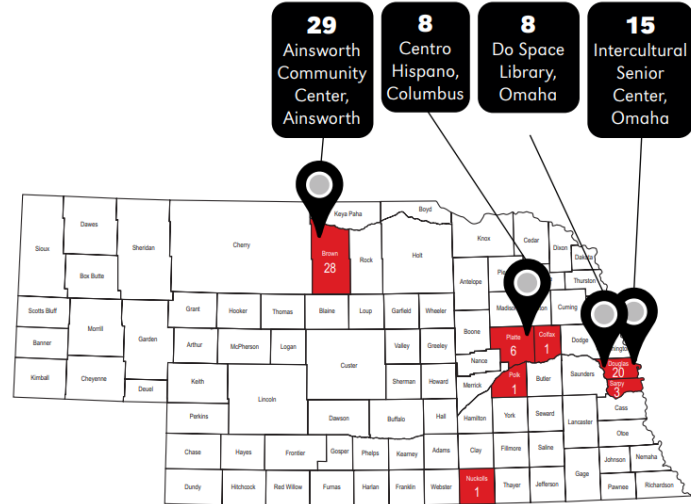 29
Ainsworth
Community
Center,
Ainsworth
8
Centro
Hispano,
Columbus
8
Do Space
Library,
Omaha
15
Intercultural
Senior
Center,
Omaha
Sioux
Dawes
Box Butte
Sheridan
Cherry
Keya Paha
Boyd
Brown
28
Rock
Holt
Knox
Cedar
Dixon
Dakota
Antelope
Thurston
Scotts Bluff
Banner
Kimball
Morrill
Cheyenne
Garden
Deuel
Grant
Hooker
Thomas
Blaine
Loup
Garfield
Wheeler
Boone
Cuming
Arthur
McPherson
Logan
Custer
Valley
Greeley
Nance
Platte
6
Colfax
1
Dodge
Douglas
20
Sarpy
3
Keith
Lincoln
Sherman
Howard
Merrick
Polk
1
Butler
Saunders
Cass
Perkins
Dawson
Buffalo
Hall
Hamilton
York
Seward
Lancaster
Otoe
Chase
Hayes
Frontier
Gosper
Phelps
Kearney
Adams
Clay
Fillmore
Saline
Gage
Johnson
Nemaha
Dundy
Hitchcock
Red Willow
Furnas
Harlan
Franklin
Webster
Nuckolls
1
Thayer
Jefferson
Pawnee
Richardson